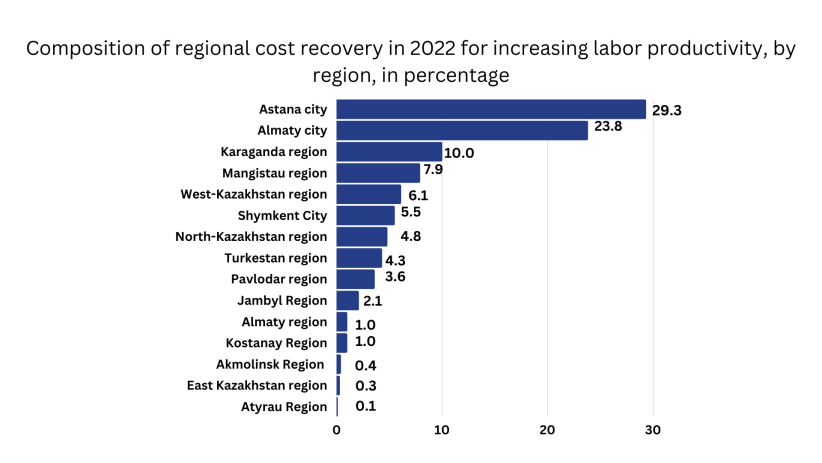 Composition of regional cost recovery in 2022 for increasing labor productivity, by
region, in percentage
Astana city 29.3
Almaty city 23.8
Karaganda region 10.0
Mangistau region 7.9
West-Kazakhstan region 6.1
Shymkent City 5.5
North-Kazakhstan region 4.8
Turkestan region 4.3
Pavlodar region 3.6
Jambyl Region 2.1
Almaty region 1.0
Kostanay Region 1.0
Akmolinsk Region 0.4
East Kazakhstan region 0.3
Atyrau Region 0.1
0 10 20 30